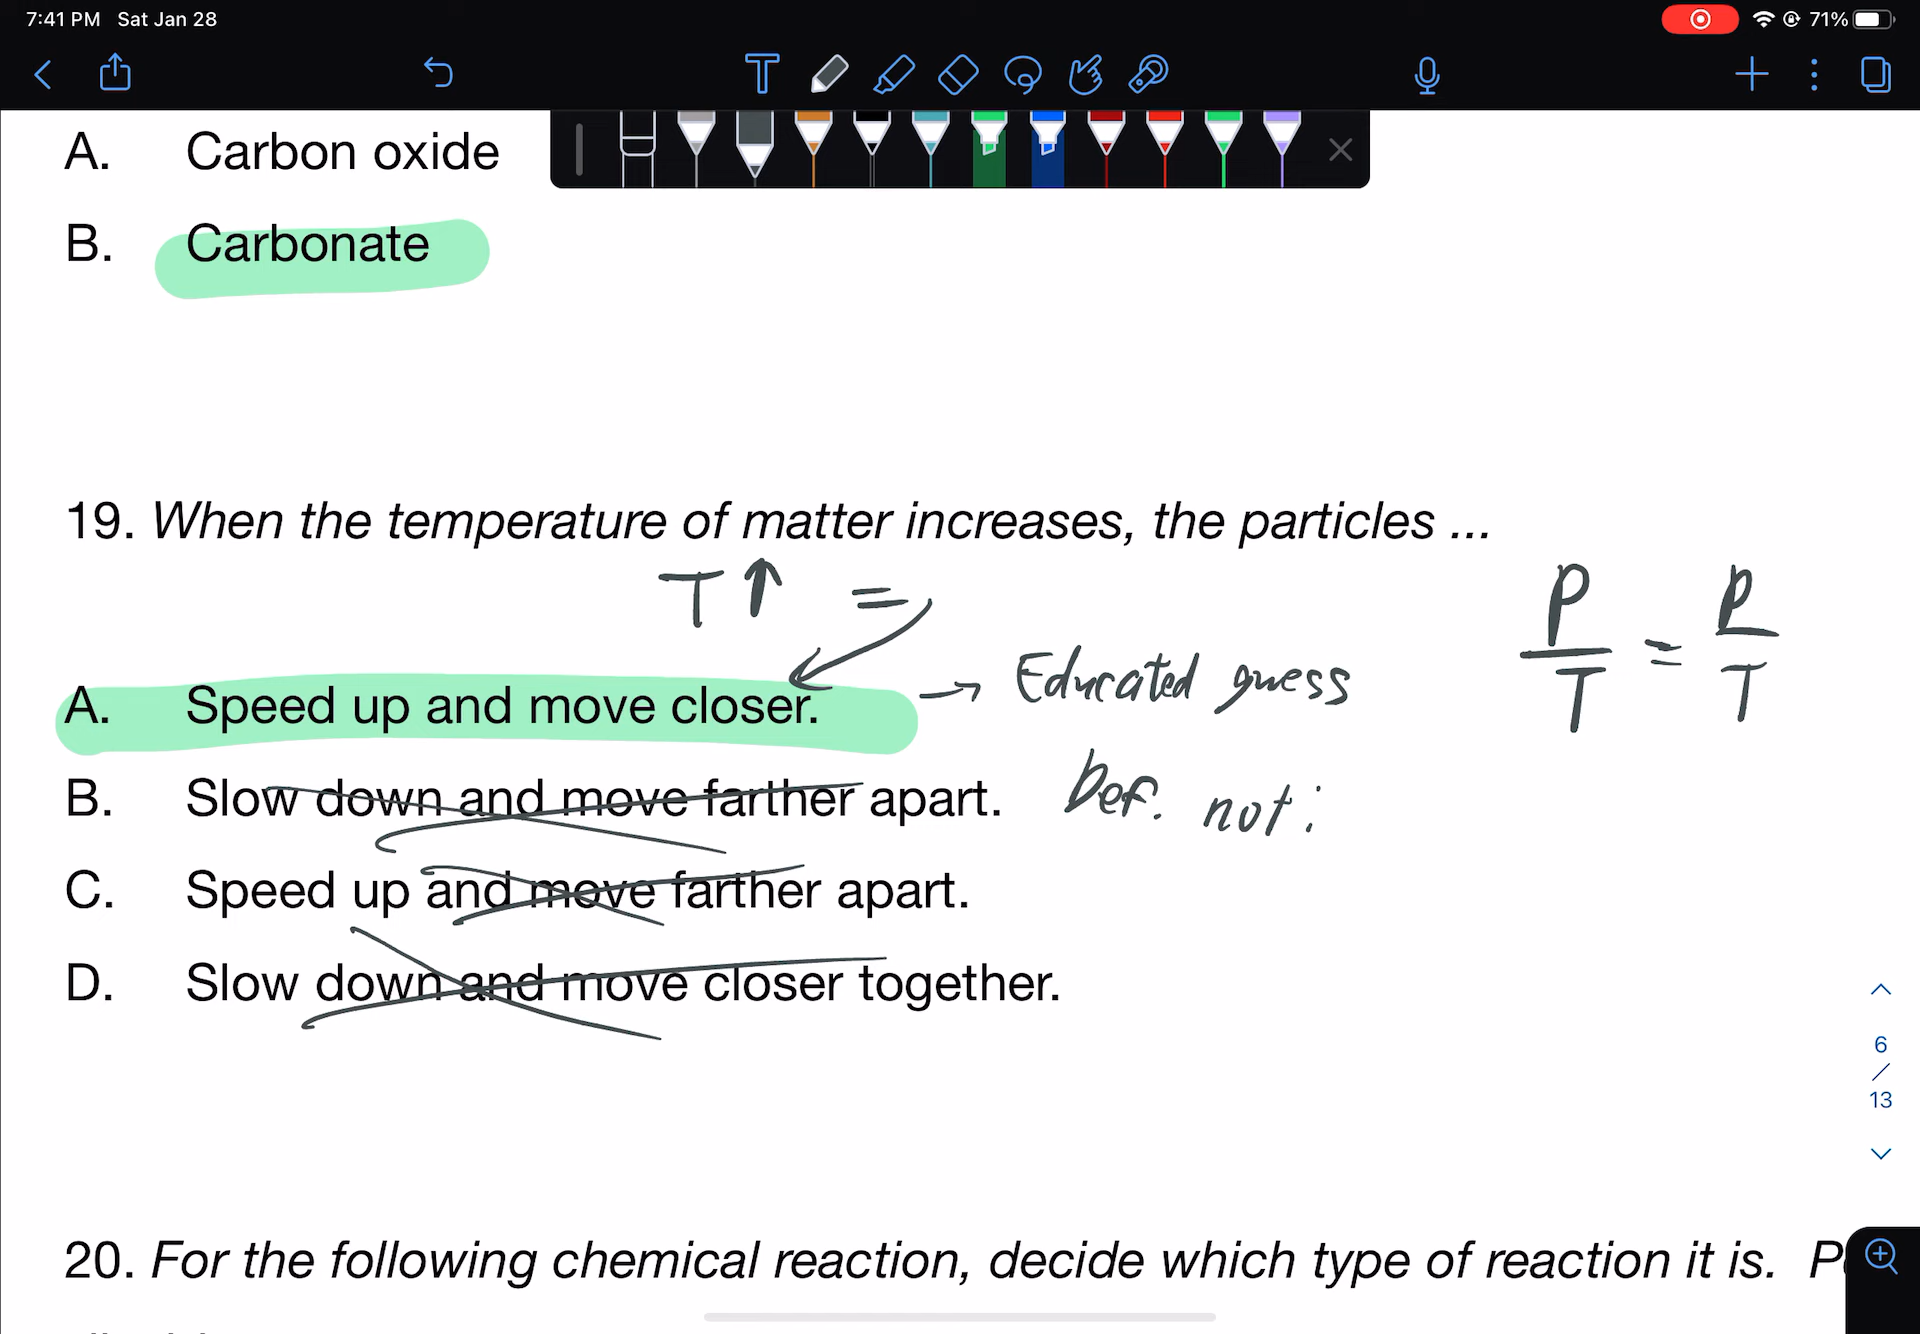 7:41 PM Sat Jan 28
71%
A. Carbon oxide
B. Carbonate
19. When the temperature of matter increases, the particles ...
T ↑ =
P/T = P/T
A. Speed up and move closer.
→ Educated guess
B. Slow down and move farther apart.
Def. not:
C. Speed up and move farther apart.
D. Slow down and move closer together.
6
/
13
20. For the following chemical reaction, decide which type of reaction it is. P